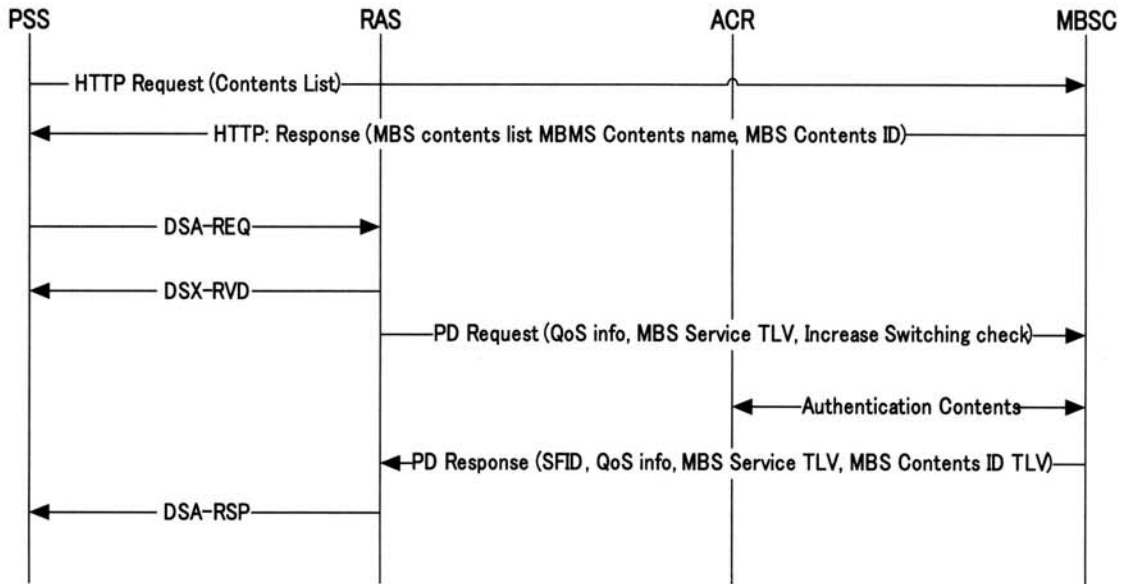 PSS RAS ACR MBSC
HTTP Request (Contents List)
HTTP: Response (MBS contents list MBMS Contents name, MBS Contents ID)
DSA-REQ
DSX-RVD
PD Request (QoS info, MBS Service TLV, Increase Switching check)
Authentication Contents
PD Response (SFID, QoS info, MBS Service TLV, MBS Contents ID TLV)
DSA-RSP